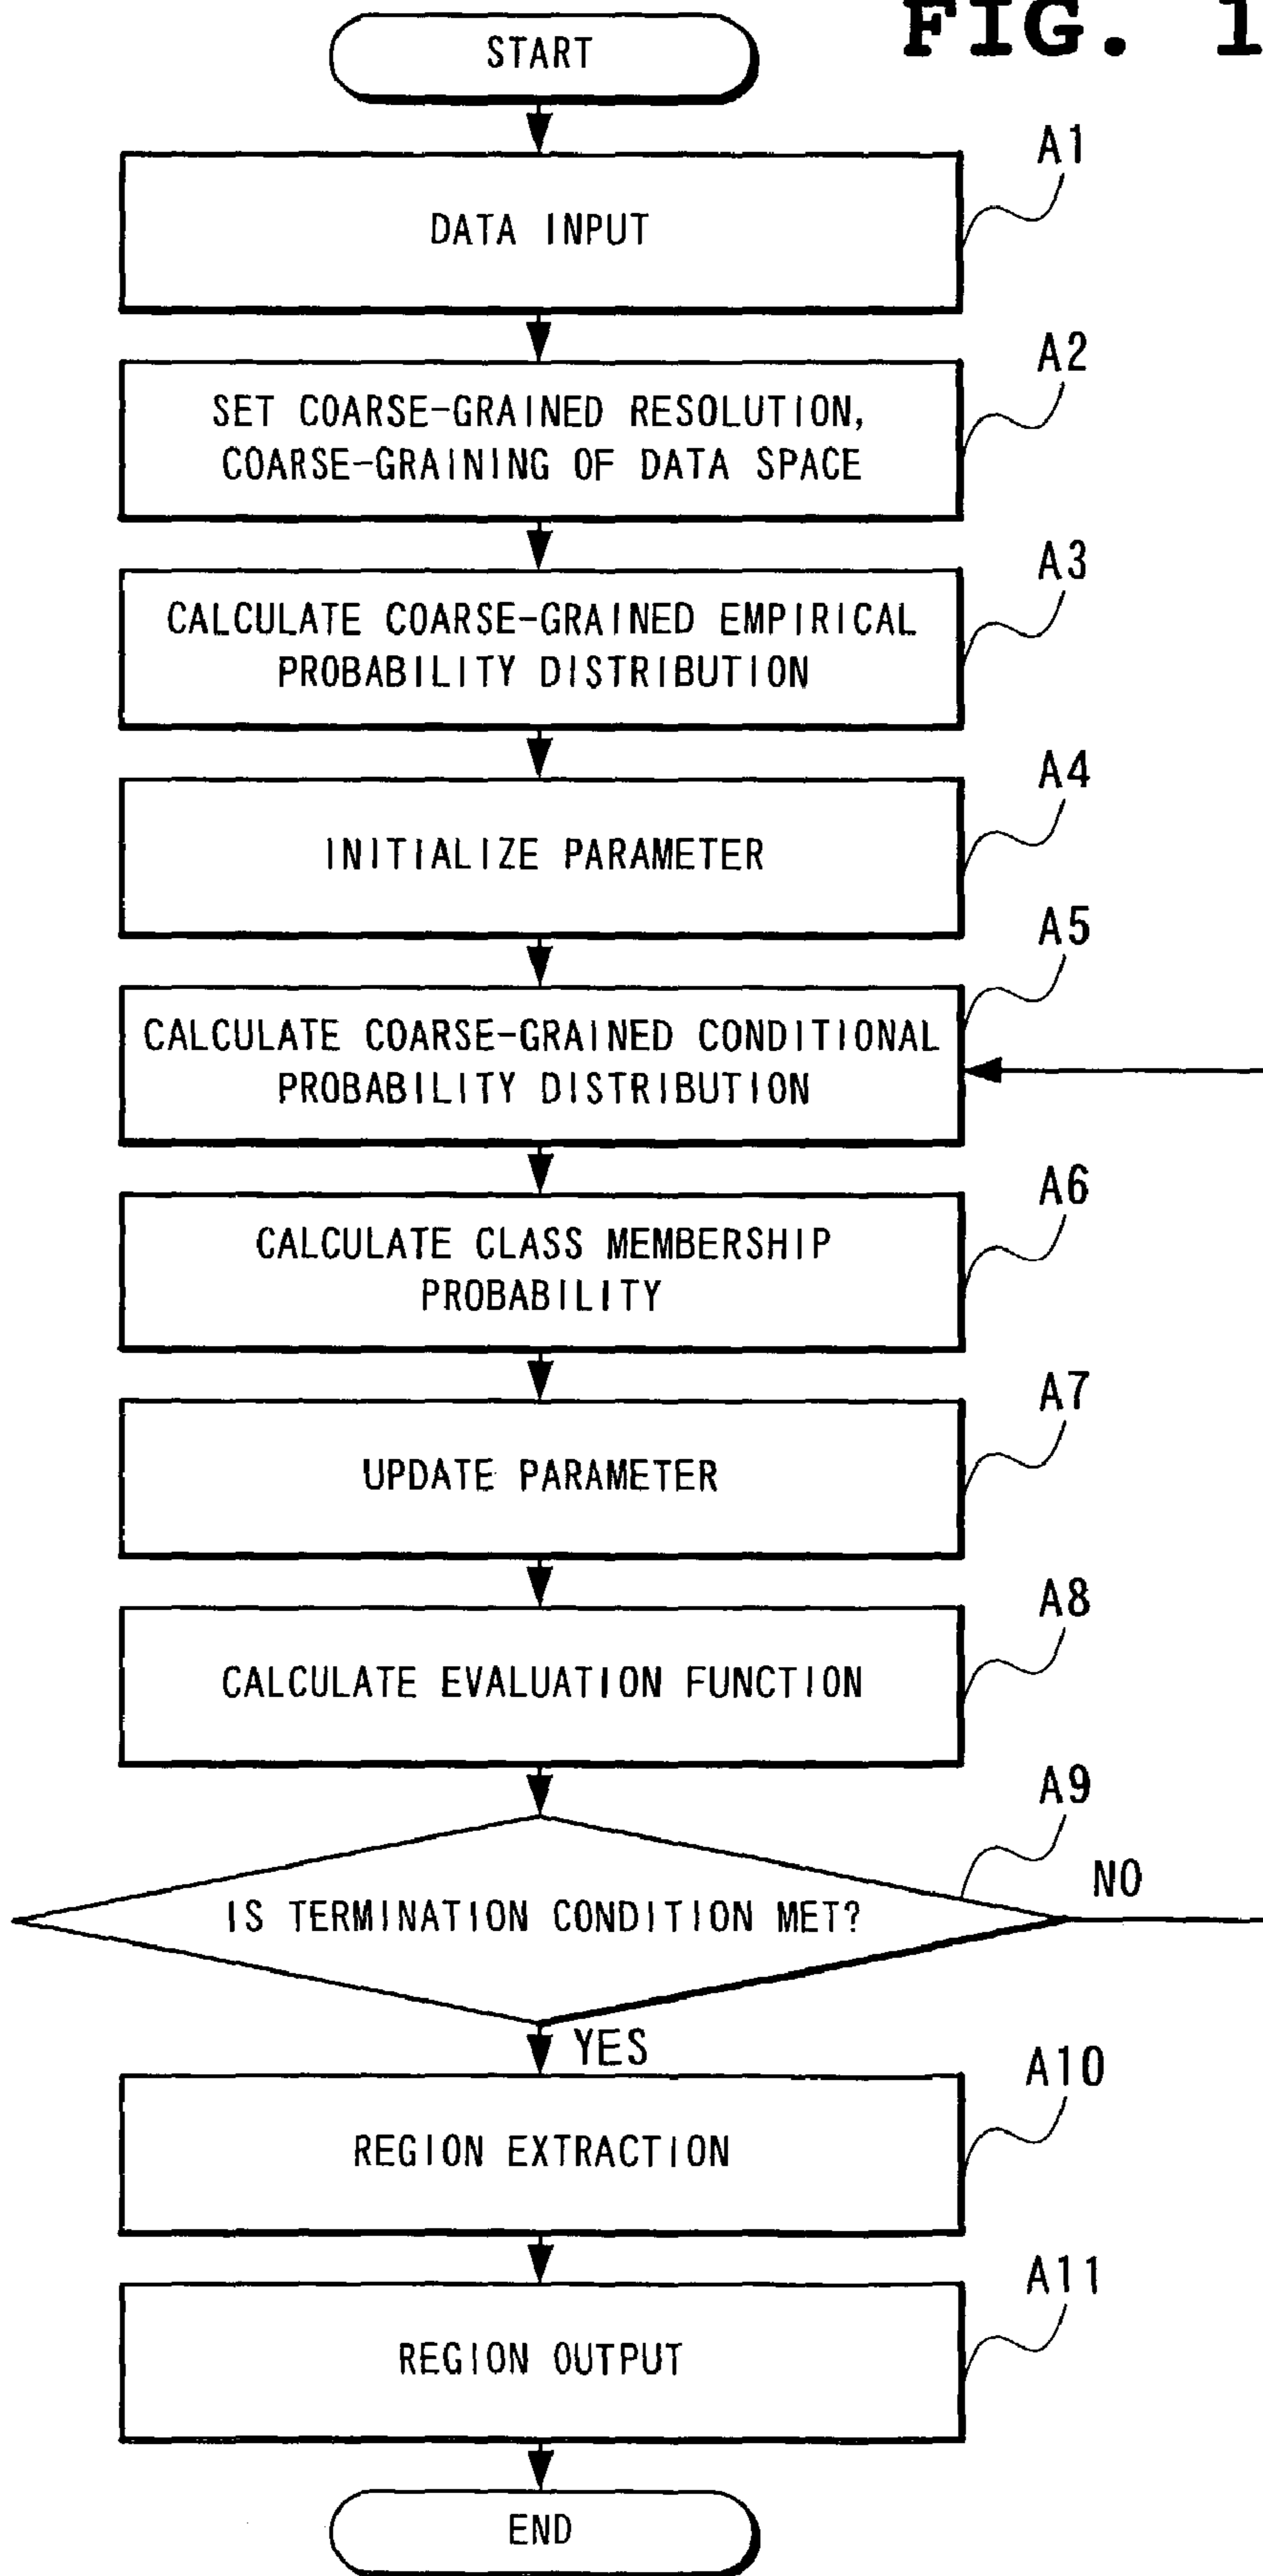 FIG. 1
START
A1
DATA INPUT
A2
SET COARSE-GRAINED RESOLUTION,
COARSE-GRAINING OF DATA SPACE
A3
CALCULATE COARSE-GRAINED EMPIRICAL
PROBABILITY DISTRIBUTION
A4
INITIALIZE PARAMETER
A5
CALCULATE COARSE-GRAINED CONDITIONAL
PROBABILITY DISTRIBUTION
A6
CALCULATE CLASS MEMBERSHIP
PROBABILITY
A7
UPDATE PARAMETER
A8
CALCULATE EVALUATION FUNCTION
A9
IS TERMINATION CONDITION MET?
NO
YES
A10
REGION EXTRACTION
A11
REGION OUTPUT
END